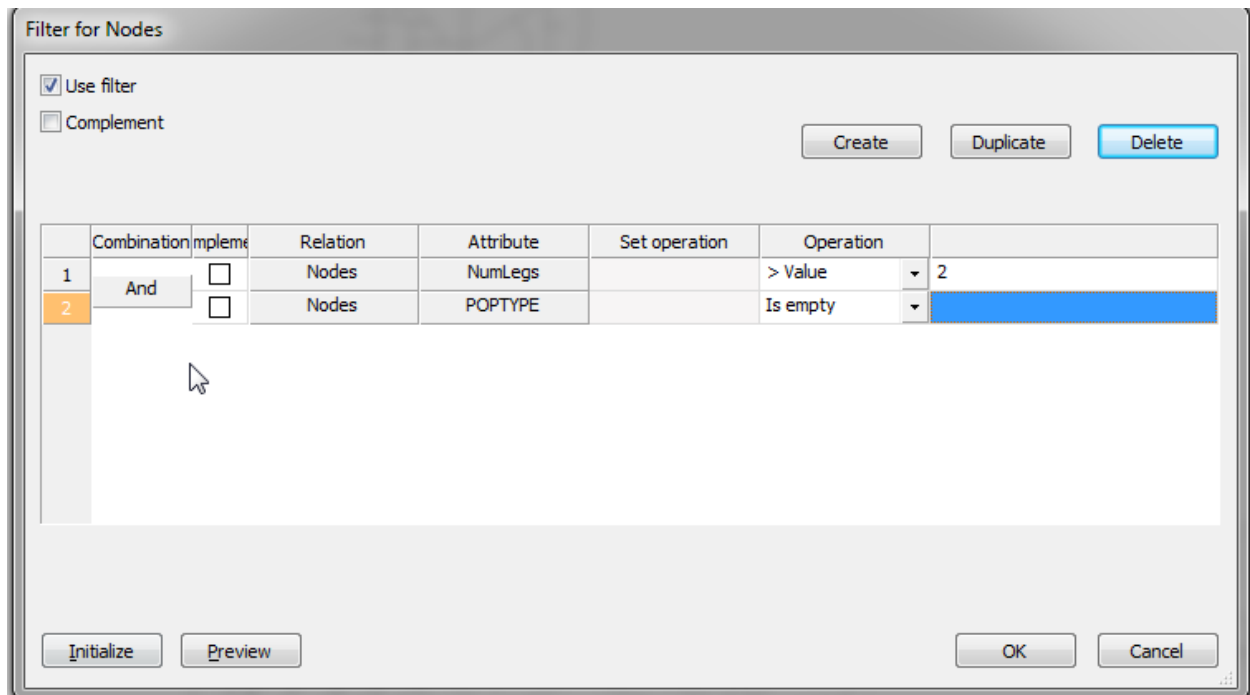 Filter for Nodes
Use filter
Complement
Create Duplicate Delete
Combination mpleme Relation Attribute Set operation Operation
1 Nodes NumLegs > Value 2
And
2 Nodes POPTYPE Is empty
Initialize Preview OK Cancel